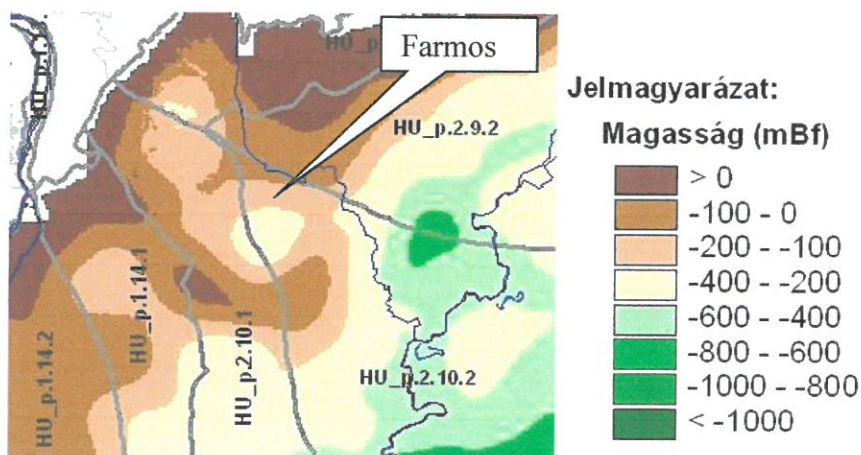 Farmos
HU_p
HU_p.2.9.2
HU_p.1.14.1
HU_p.2.10.1
HU_p.1.14.2
HU_p.2.10.2
Jelmagyarázat:
Magasság (mBf)
> 0
-100 - 0
-200 - -100
-400 - -200
-600 - -400
-800 - -600
-1000 - -800
< -1000